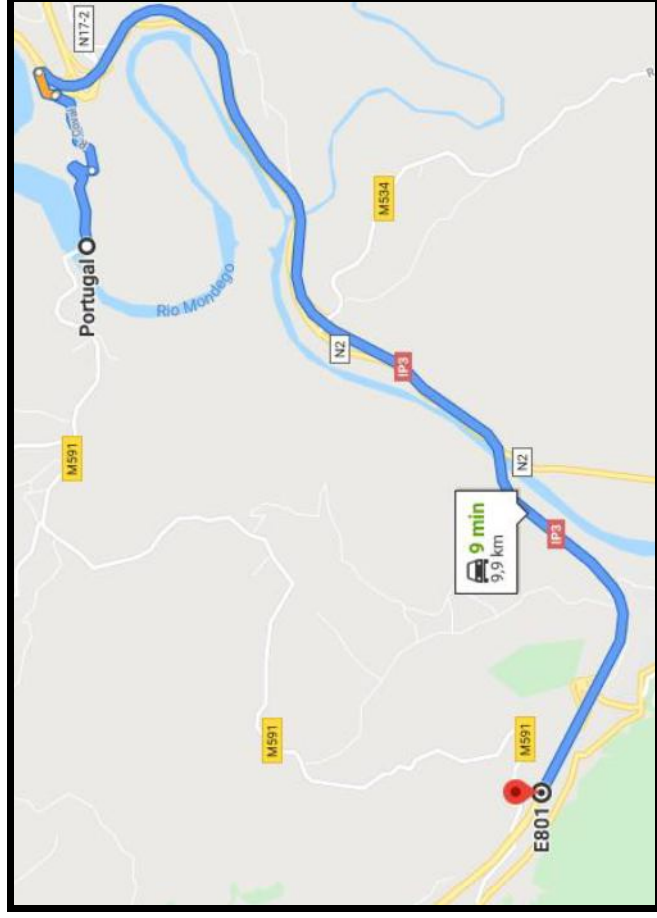 M591
N17-2
Portugal
Rio Mondego
M591
N2
M534
IP3
9 min
9,9 km
N2
M591
E801
IP3